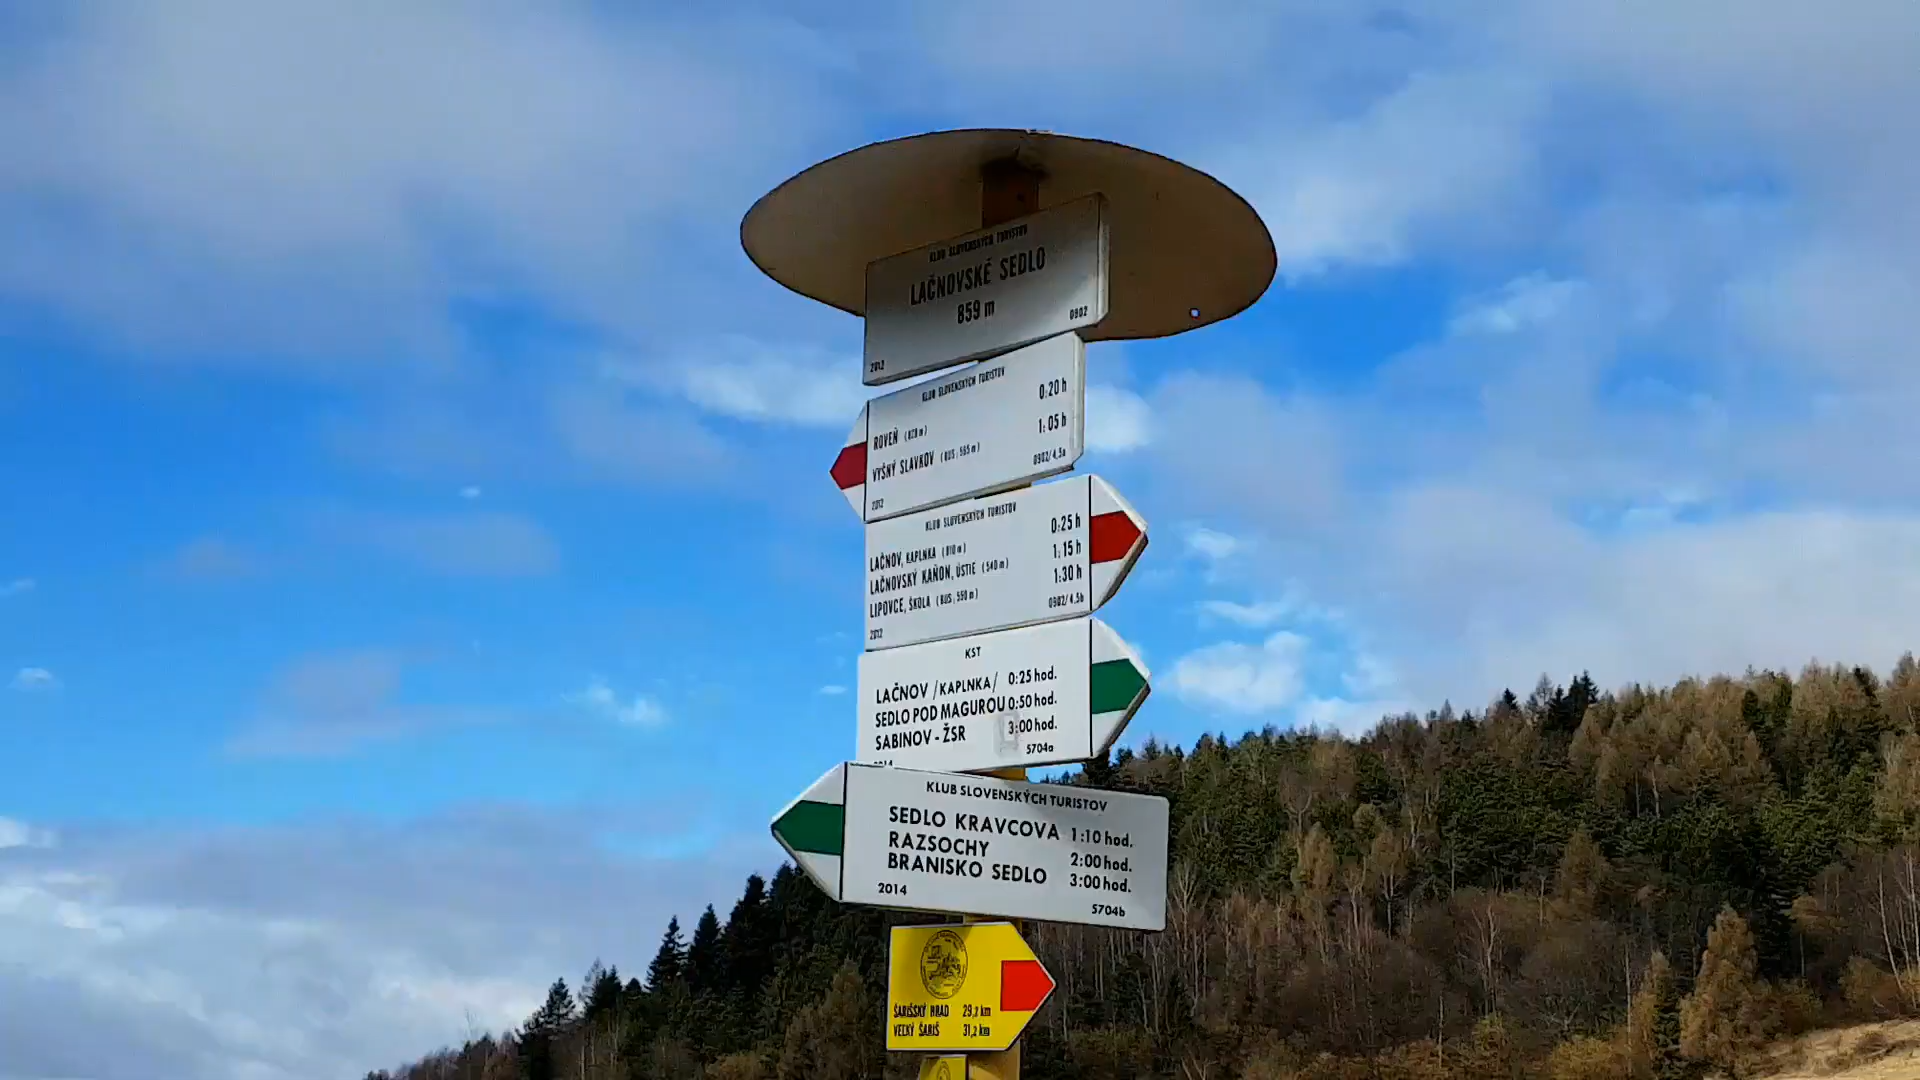 KLUB SLOVENSKÝCH TURISTOV
LAČNOVSKÉ SEDLO
859 m
0902
2012
KLUB SLOVENSKÝCH TURISTOV
0:20 h
ROVEŇ (828 m)
1:05 h
VYŠNÝ SLAVKOV (BUS; 565 m)
0902/4,5a
2012
KLUB SLOVENSKÝCH TURISTOV
LAČNOV, KAPLNKA (810 m) 0:25 h
LAČNOVSKÝ KAŇON, ÚSTIE (540 m) 1:15 h
LIPOVCE, ŠKOLA (BUS; 550 m) 1:30 h
0902/4,5b
2012
KST
LAČNOV /KAPLNKA/ 0:25 hod.
SEDLO POD MAGUROU 0:50 hod.
SABINOV - ŽSR 3:00 hod.
5704a
2014
KLUB SLOVENSKÝCH TURISTOV
SEDLO KRAVCOVA 1:10 hod.
RAZSOCHY 2:00 hod.
BRANISKO SEDLO 3:00 hod.
2014
5704b
ŠARIŠSKÝ HRAD 29,2 km
VEĽKÝ ŠARIŠ 31,2 km